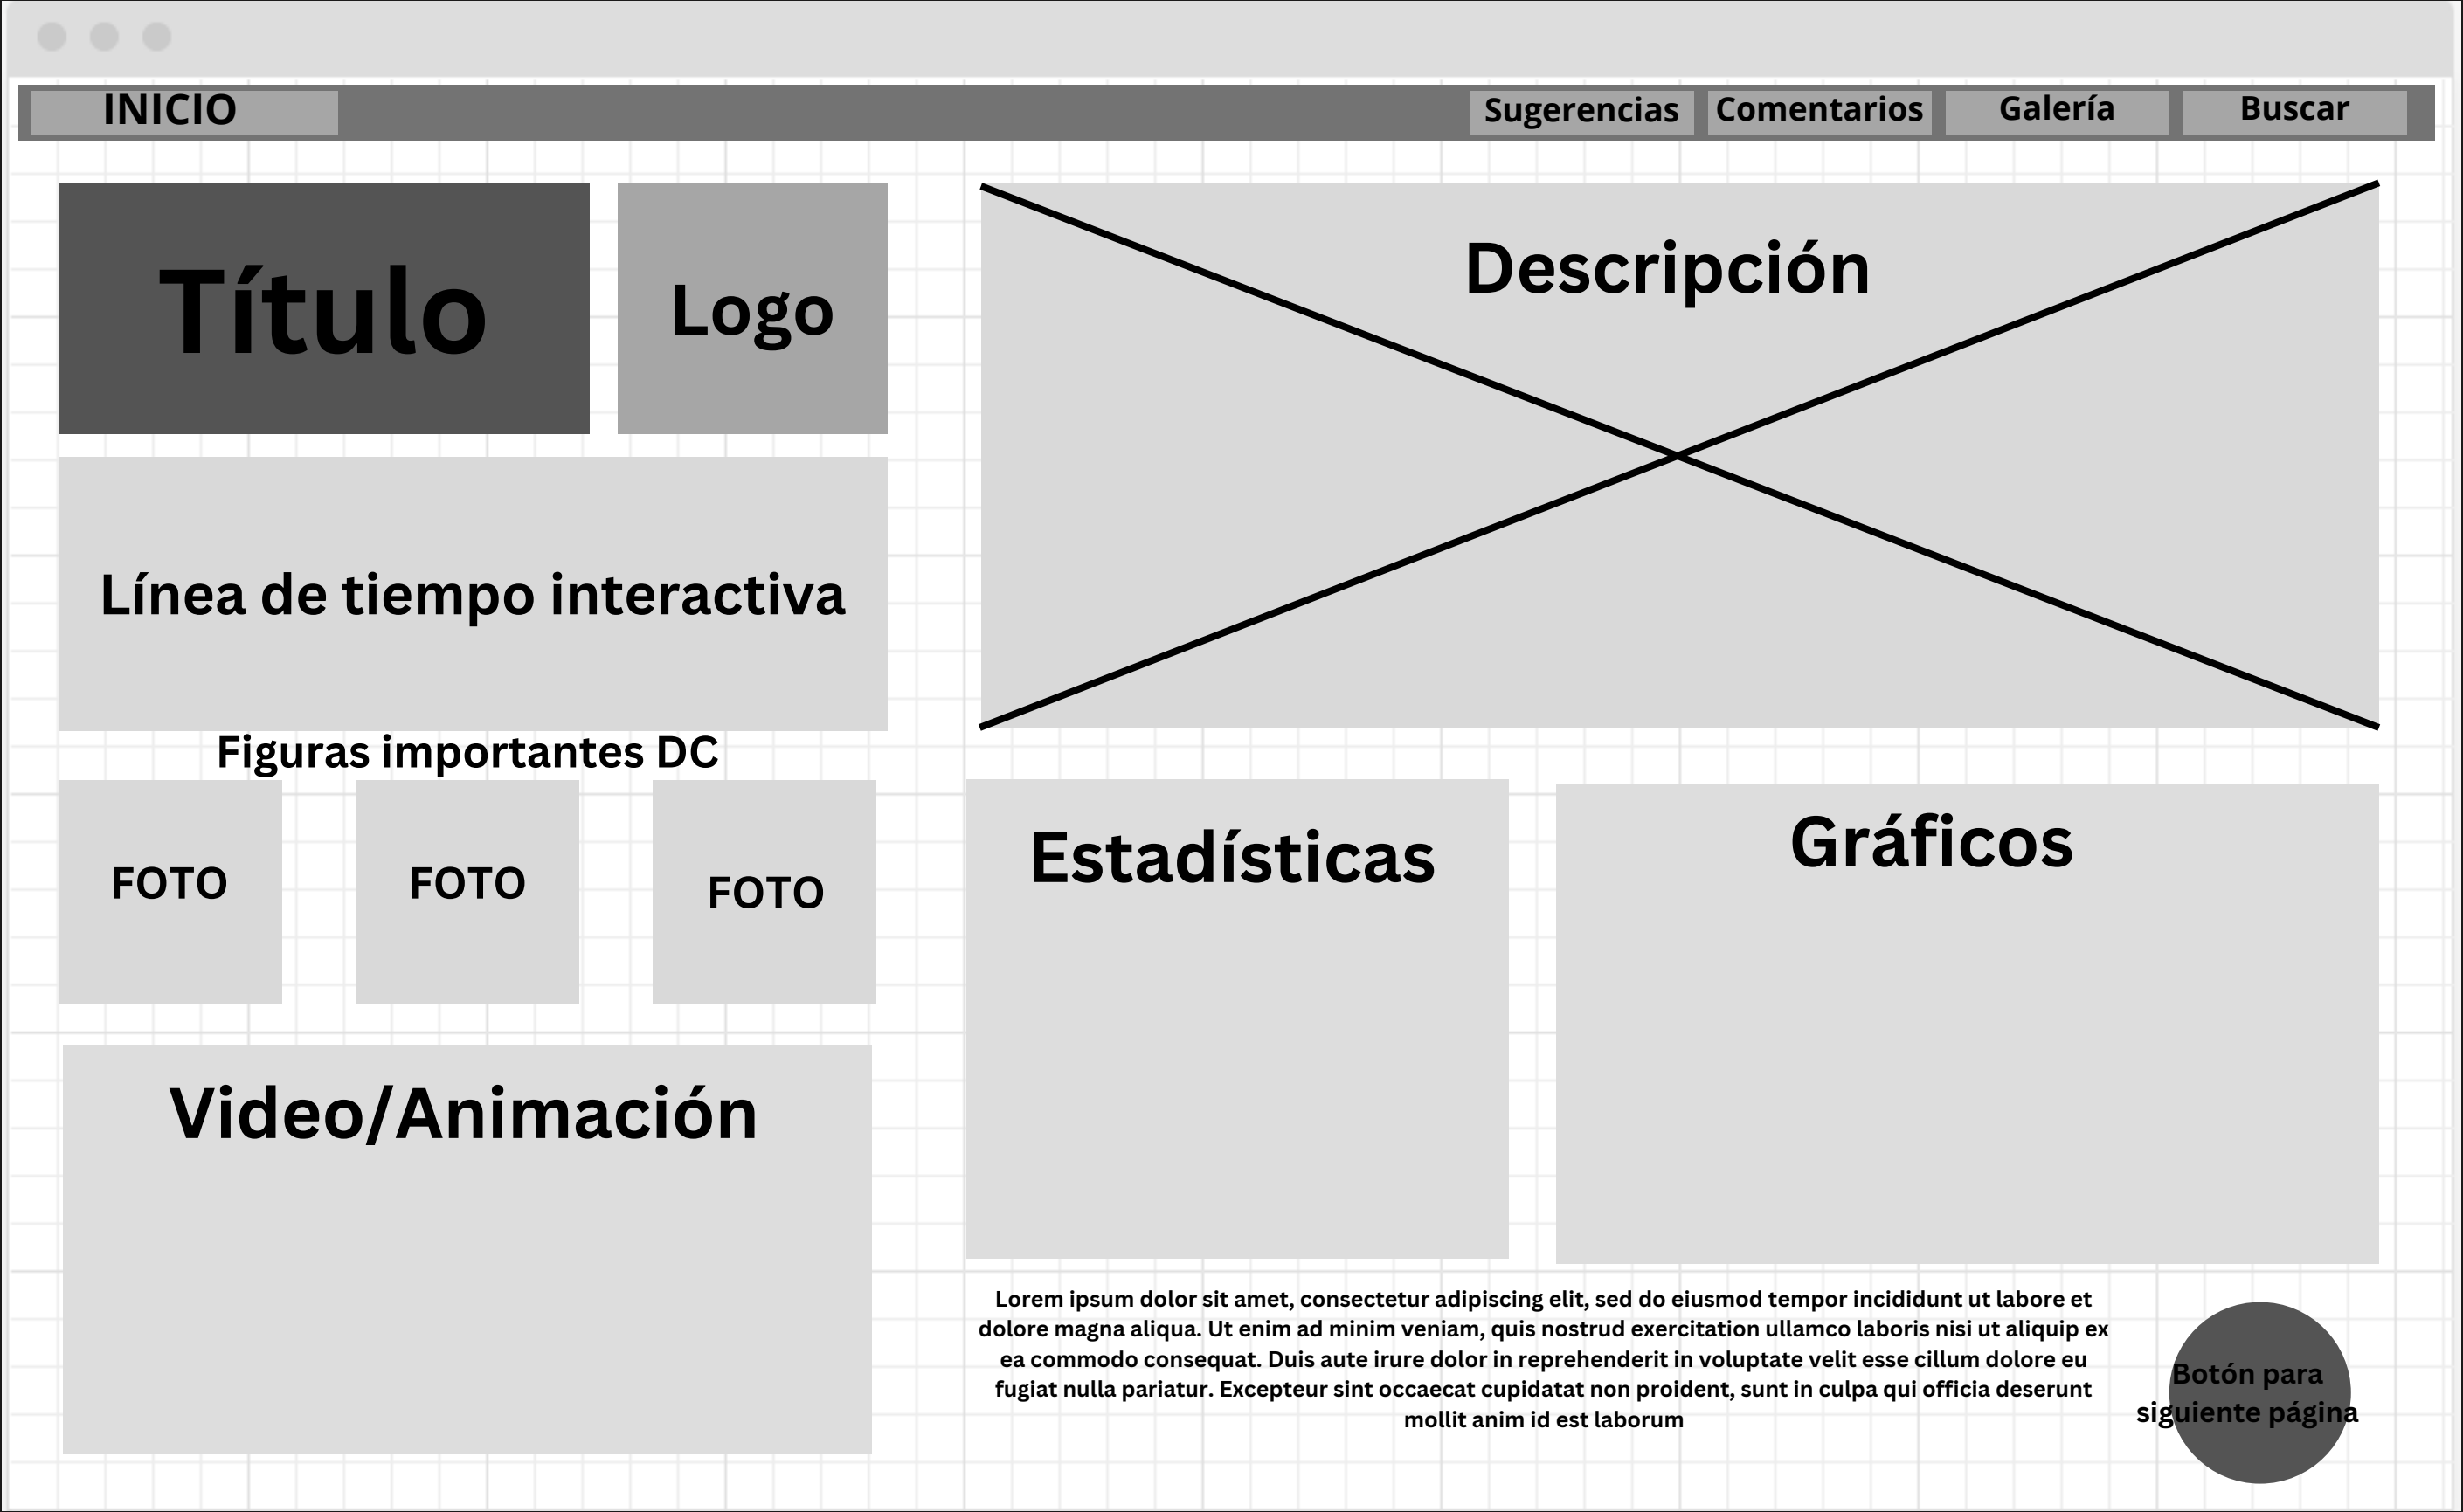 INICIO
Sugerencias
Comentarios
Galería
Buscar
Título
Logo
Descripción
Línea de tiempo interactiva
Figuras importantes DC
FOTO
FOTO
FOTO
Estadísticas
Gráficos
Video/Animación
Lorem ipsum dolor sit amet, consectetur adipiscing elit, sed do eiusmod tempor incididunt ut labore et
dolore magna aliqua. Ut enim ad minim veniam, quis nostrud exercitation ullamco laboris nisi ut aliquip ex
ea commodo consequat. Duis aute irure dolor in reprehenderit in voluptate velit esse cillum dolore eu
fugiat nulla pariatur. Excepteur sint occaecat cupidatat non proident, sunt in culpa qui officia deserunt
mollit anim id est laborum
Botón para
siguiente página